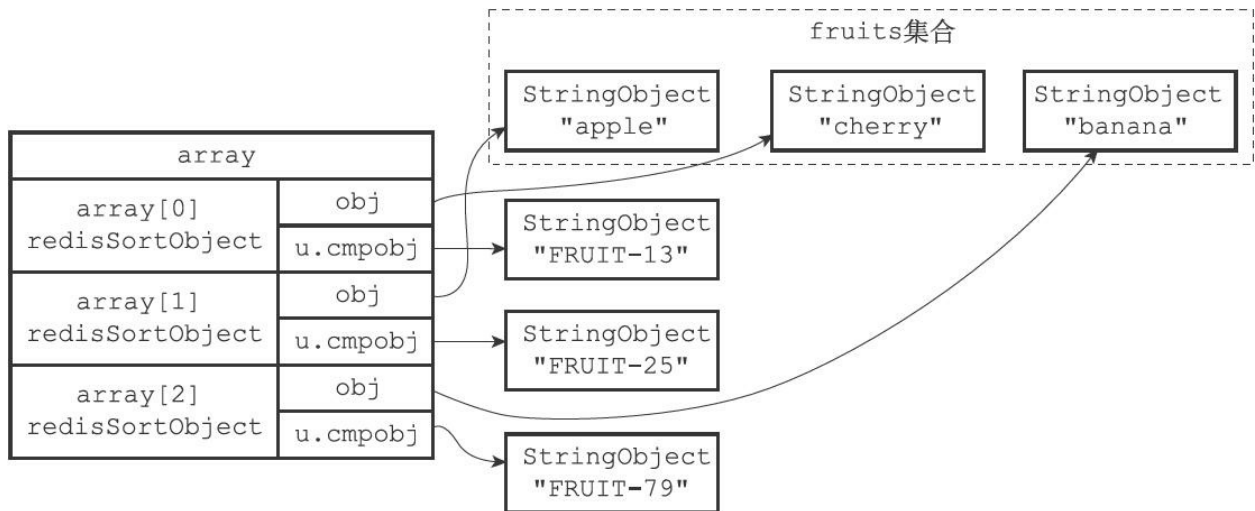 fruits集合
StringObject
"apple"
StringObject
"cherry"
StringObject
"banana"
array
array[0]
redisSortObject
obj
u.cmpobj
StringObject
"FRUIT-13"
array[1]
redisSortObject
obj
u.cmpobj
StringObject
"FRUIT-25"
array[2]
redisSortObject
obj
u.cmpobj
StringObject
"FRUIT-79"